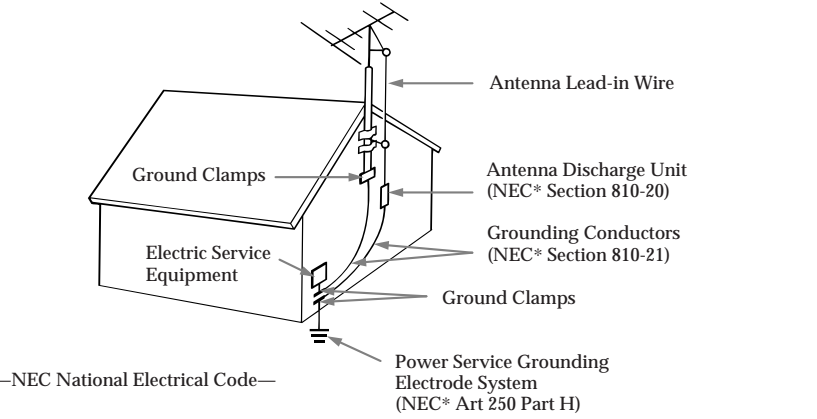 Antenna Lead-in Wire
Ground Clamps
Antenna Discharge Unit
(NEC* Section 810-20)
Grounding Conductors
(NEC* Section 810-21)
Electric Service
Equipment
Ground Clamps
Power Service Grounding
Electrode System
(NEC* Art 250 Part H)
—NEC National Electrical Code—